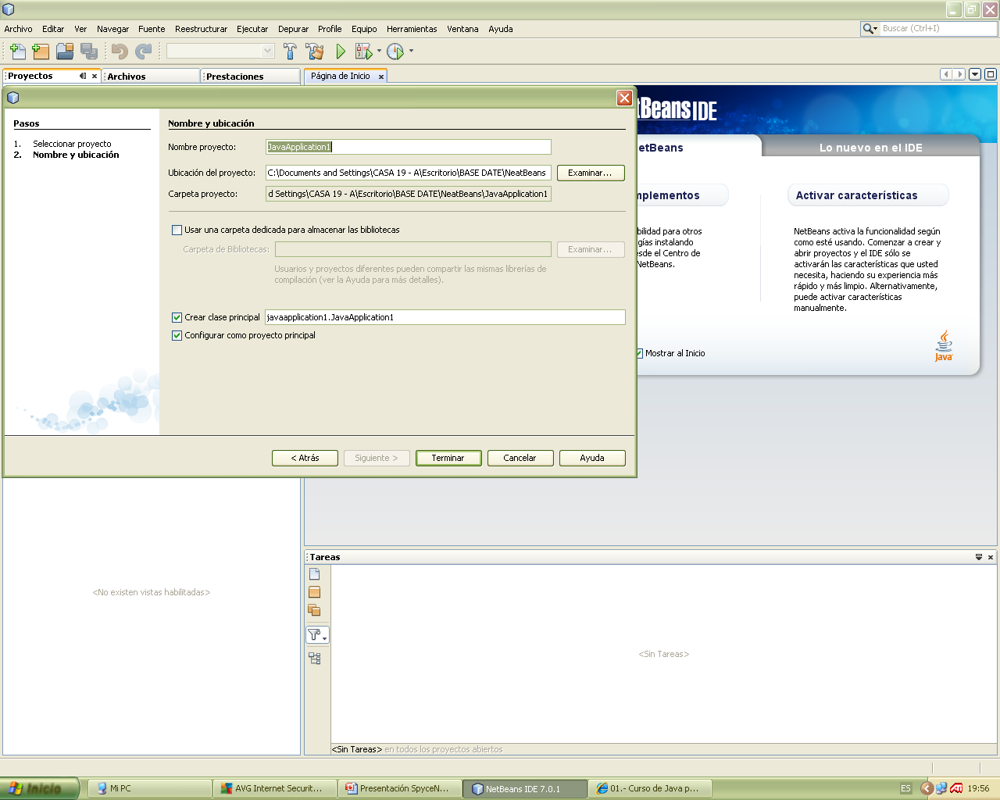 Archivo Editar Ver Navegar Fuente Reestructurar Ejecutar Depurar Profile Equipo Herramientas Ventana Ayuda
Buscar (Ctrl+I)
Proyectos
Archivos
Prestaciones
Página de Inicio
Pasos
1. Seleccionar proyecto
2. Nombre y ubicación
Nombre y ubicación
Nombre proyecto: JavaApplication1
Ubicación del proyecto: C:\Documents and Settings\CASA 19 - A\Escritorio\BASE DATE\NeatBeans Examinar...
Carpeta proyecto: d Settings\CASA 19 - A\Escritorio\BASE DATE\NeatBeans\JavaApplication1
Usar una carpeta dedicada para almacenar las bibliotecas
Carpeta de Bibliotecas: Examinar...
Usuarios y proyectos diferentes pueden compartir las mismas librerías de
compilación (ver la Ayuda para más detalles).
Crear clase principal javaapplication1.JavaApplication1
Configurar como proyecto principal
< Atrás Siguiente > Terminar Cancelar Ayuda
tBeans IDE
etBeans
Lo nuevo en el IDE
mplementos
bilidad para otros
gías instalando
esde el Centro de
NetBeans.
Activar características
NetBeans activa la funcionalidad según
como esté usando. Comenzar a crear y
abrir proyectos y el IDE sólo se
activarán las características que usted
necesita, haciendo su experiencia más
rápido y más limpio. Alternativamente,
puede activar características
manualmente.
Mostrar al Inicio
Java
<No existen vistas habilitadas>
Tareas
<Sin Tareas>
<Sin Tareas> en todos los proyectos abiertos
Inicio
Mi PC
AVG Internet Securit...
Presentación SpyceN...
NetBeans IDE 7.0.1
01.- Curso de Java p...
ES
19:56